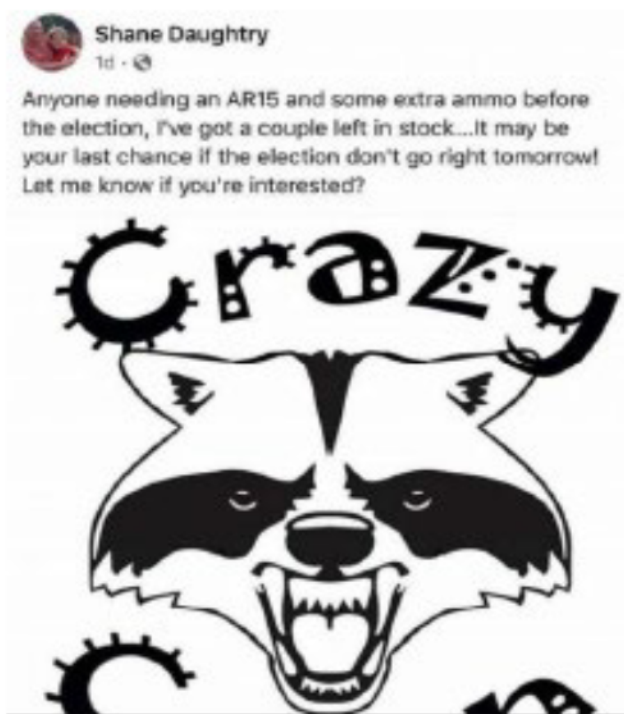 Shane Daughtry
1d ·
Anyone needing an AR15 and some extra ammo before
the election, I've got a couple left in stock...It may be
your last chance if the election don't go right tomorrow!
Let me know if you're interested?
Crazy